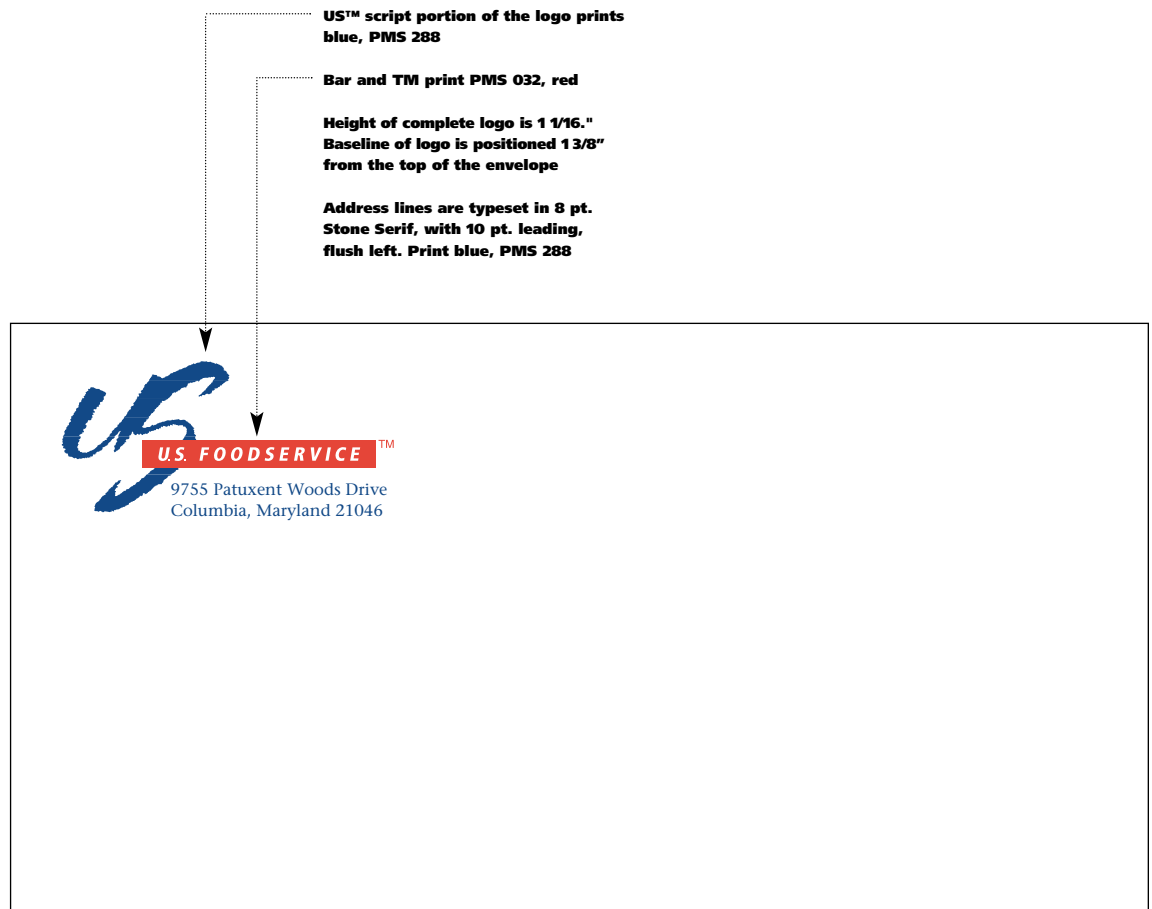 US™ script portion of the logo prints
blue, PMS 288
Bar and TM print PMS 032, red
Height of complete logo is 1 1/16."
Baseline of logo is positioned 1 3/8”
from the top of the envelope
Address lines are typeset in 8 pt.
Stone Serif, with 10 pt. leading,
flush left. Print blue, PMS 288
US
U.S. FOODSERVICE TM
9755 Patuxent Woods Drive
Columbia, Maryland 21046